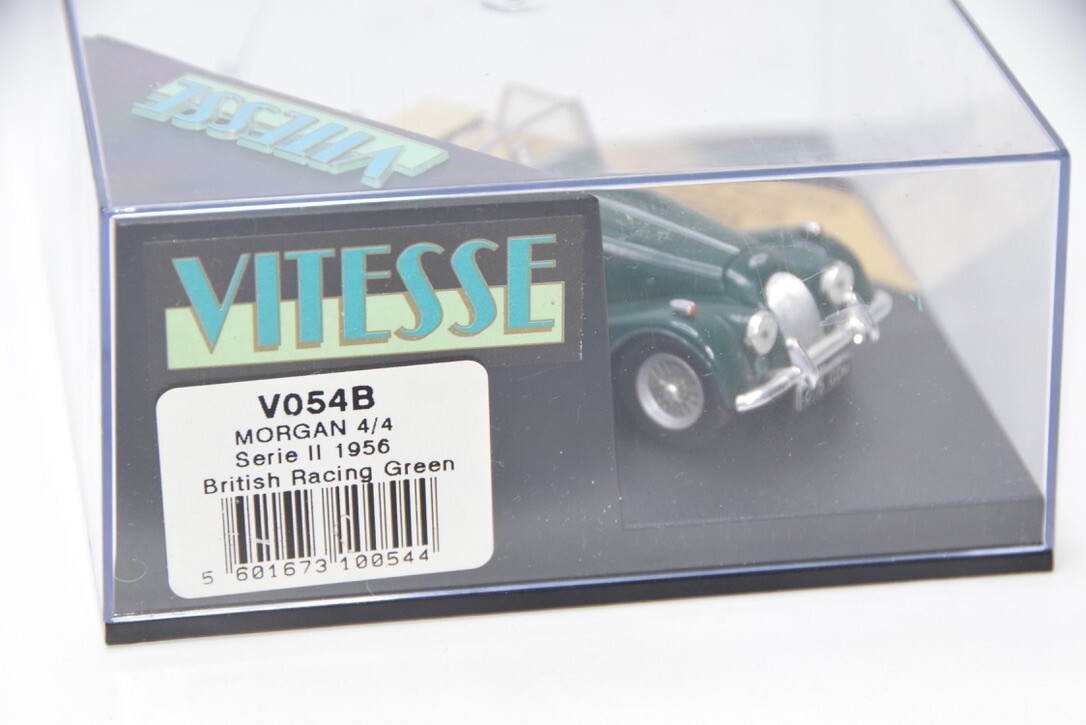 VITESSE
VITESSE
V054B
MORGAN 4/4
Serie II 1956
British Racing Green
5 601673 100544